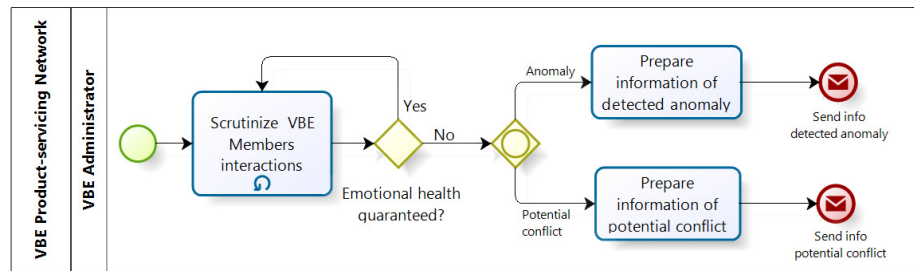 VBE Product-servicing Network
VBE Administrator
Scrutinize VBE
Members
interactions
Yes
No
Emotional health
quaranteed?
Anomaly
Potential
conflict
Prepare
information of
detected anomaly
Send info
detected anomaly
Prepare
information of
potential conflict
Send info
potential conflict